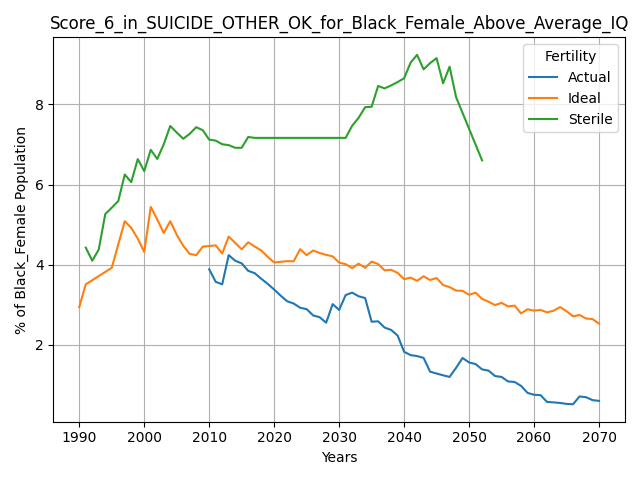 Score_6_in_SUICIDE_OTHER_OK_for_Black_Female_Above_Average_IQ
Fertility
Actual
Ideal
Sterile
% of Black_Female Population
8
6
4
2
1990 2000 2010 2020 2030 2040 2050 2060 2070
Years